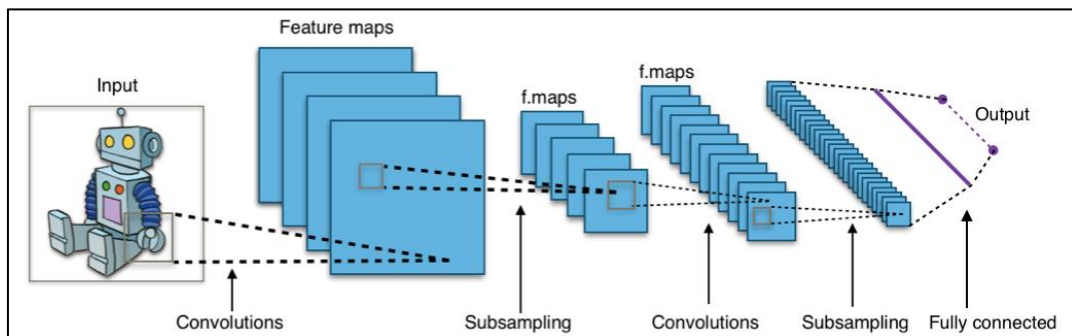 Feature maps
Input
f.maps
f.maps
Output
Convolutions
Subsampling
Convolutions
Subsampling
Fully connected